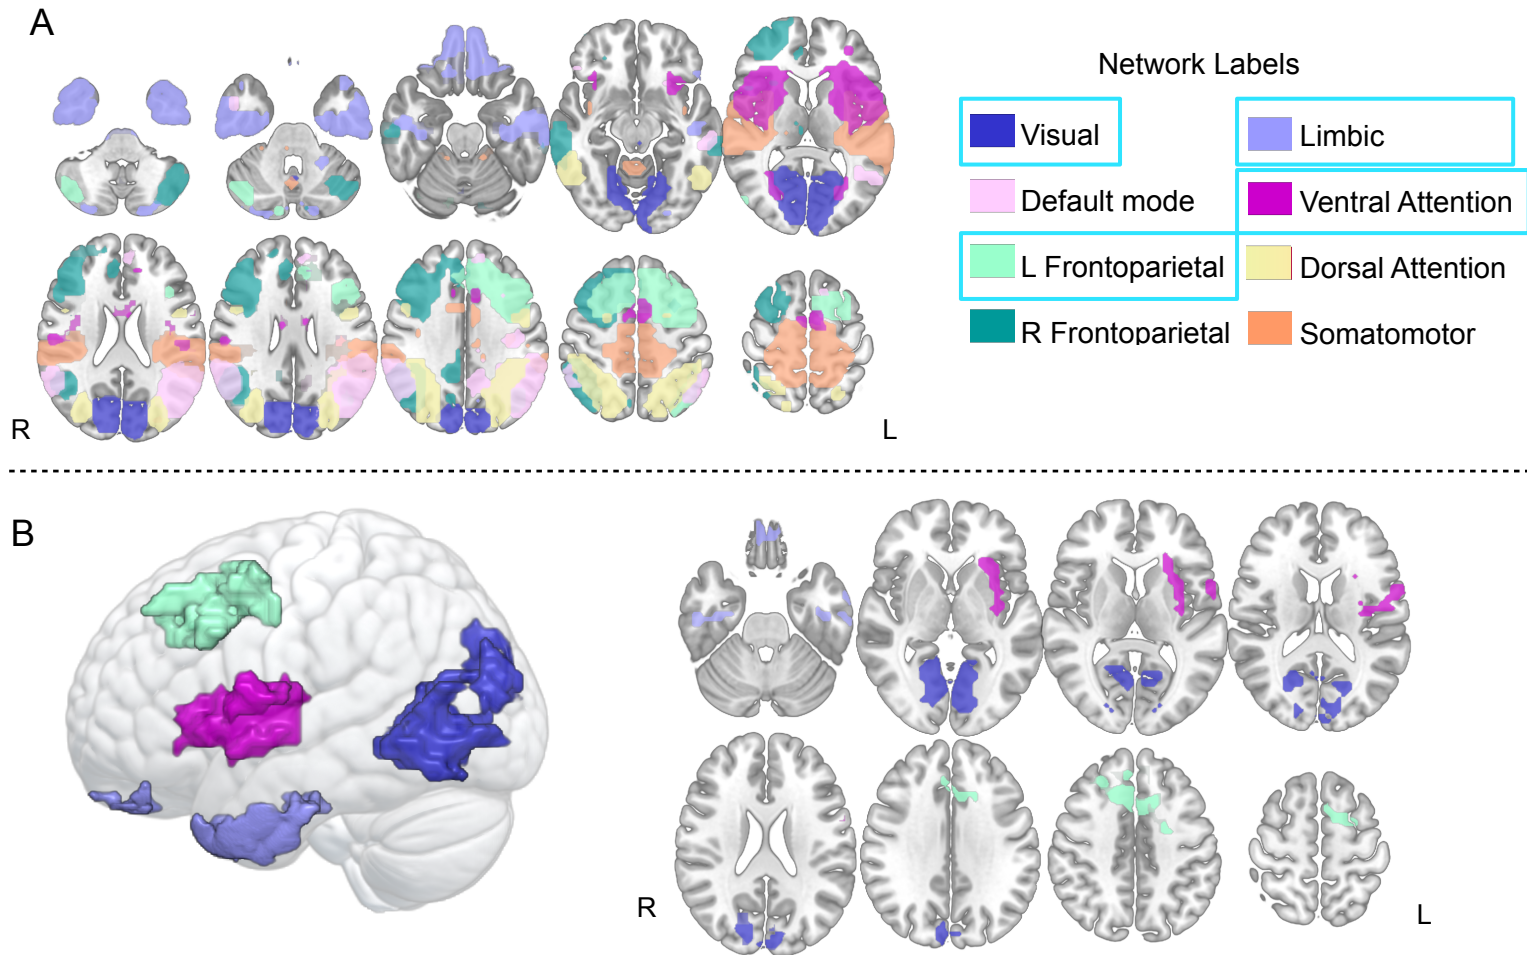 A
Network Labels
Visual
Limbic
Default mode
Ventral Attention
L Frontoparietal
Dorsal Attention
R Frontoparietal
Somatomotor
R
L
B
R
L